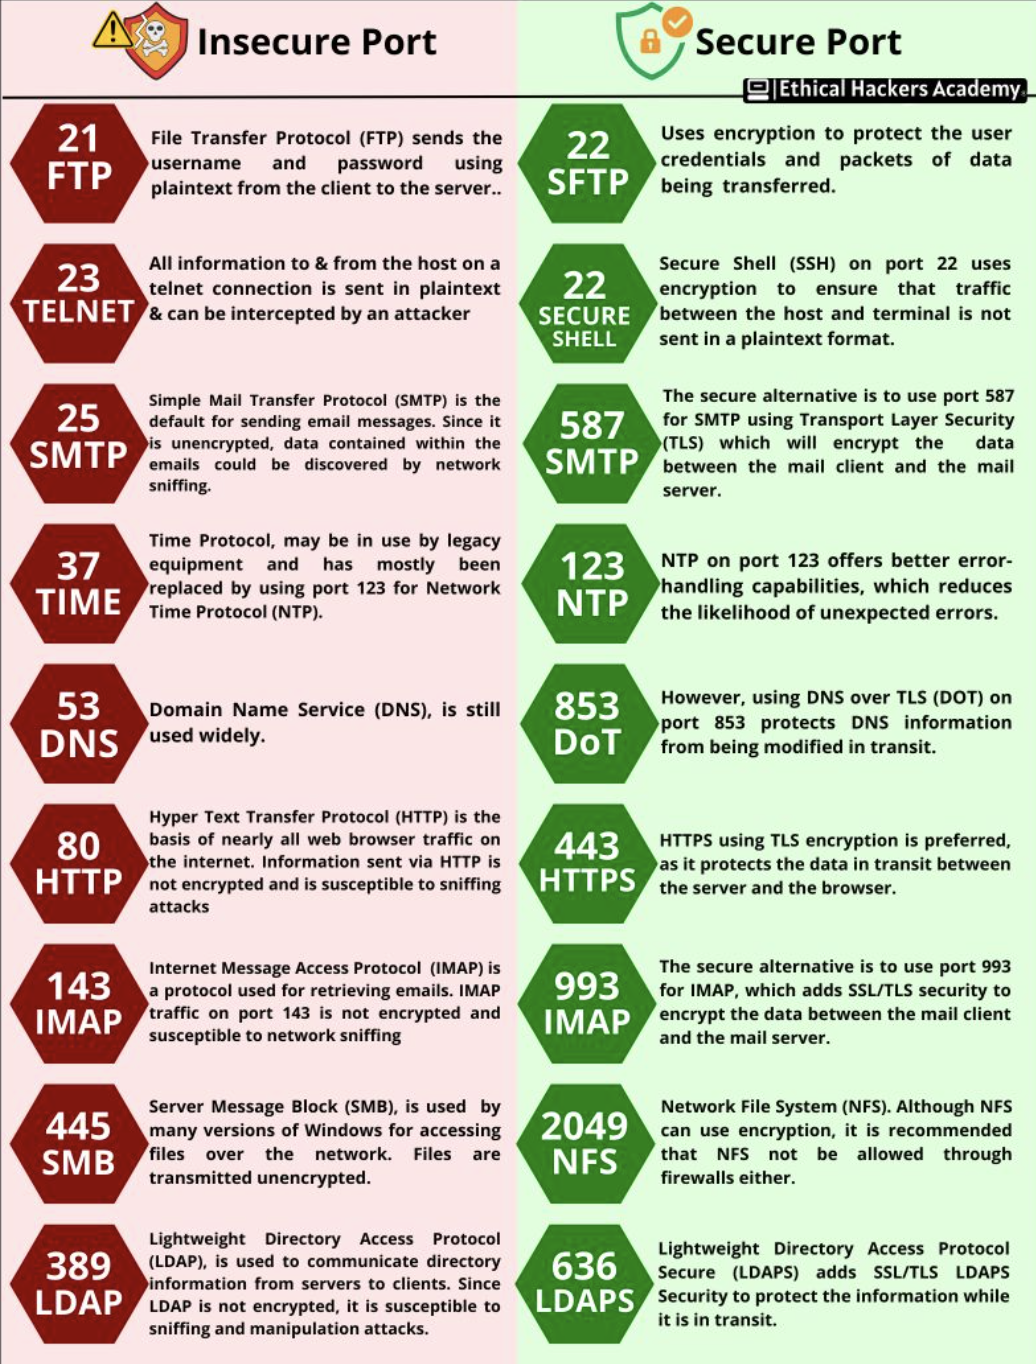 Insecure Port
Secure Port
Ethical Hackers Academy
21
FTP
File Transfer Protocol (FTP) sends the
username and password using
plaintext from the client to the server..
22
SFTP
Uses encryption to protect the user
credentials and packets of data
being transferred.
23
TELNET
All information to & from the host on a
telnet connection is sent in plaintext
& can be intercepted by an attacker
22
SECURE
SHELL
Secure Shell (SSH) on port 22 uses
encryption to ensure that traffic
between the host and terminal is not
sent in a plaintext format.
25
SMTP
Simple Mail Transfer Protocol (SMTP) is the
default for sending email messages. Since it
is unencrypted, data contained within the
emails could be discovered by network
sniffing.
587
SMTP
The secure alternative is to use port 587
for SMTP using Transport Layer Security
(TLS) which will encrypt the data
between the mail client and the mail
server.
37
TIME
Time Protocol, may be in use by legacy
equipment and has mostly been
replaced by using port 123 for Network
Time Protocol (NTP).
123
NTP
NTP on port 123 offers better error-
handling capabilities, which reduces
the likelihood of unexpected errors.
53
DNS
Domain Name Service (DNS), is still
used widely.
853
DoT
However, using DNS over TLS (DOT) on
port 853 protects DNS information
from being modified in transit.
80
HTTP
Hyper Text Transfer Protocol (HTTP) is the
basis of nearly all web browser traffic on
the internet. Information sent via HTTP is
not encrypted and is susceptible to sniffing
attacks
443
HTTPS
HTTPS using TLS encryption is preferred,
as it protects the data in transit between
the server and the browser.
143
IMAP
Internet Message Access Protocol (IMAP) is
a protocol used for retrieving emails. IMAP
traffic on port 143 is not encrypted and
susceptible to network sniffing
993
IMAP
The secure alternative is to use port 993
for IMAP, which adds SSL/TLS security to
encrypt the data between the mail client
and the mail server.
445
SMB
Server Message Block (SMB), is used by
many versions of Windows for accessing
files over the network. Files are
transmitted unencrypted.
2049
NFS
Network File System (NFS). Although NFS
can use encryption, it is recommended
that NFS not be allowed through
firewalls either.
389
LDAP
Lightweight Directory Access Protocol
(LDAP), is used to communicate directory
information from servers to clients. Since
LDAP is not encrypted, it is susceptible to
sniffing and manipulation attacks.
636
LDAPS
Lightweight Directory Access Protocol
Secure (LDAPS) adds SSL/TLS LDAPS
Security to protect the information while
it is in transit.